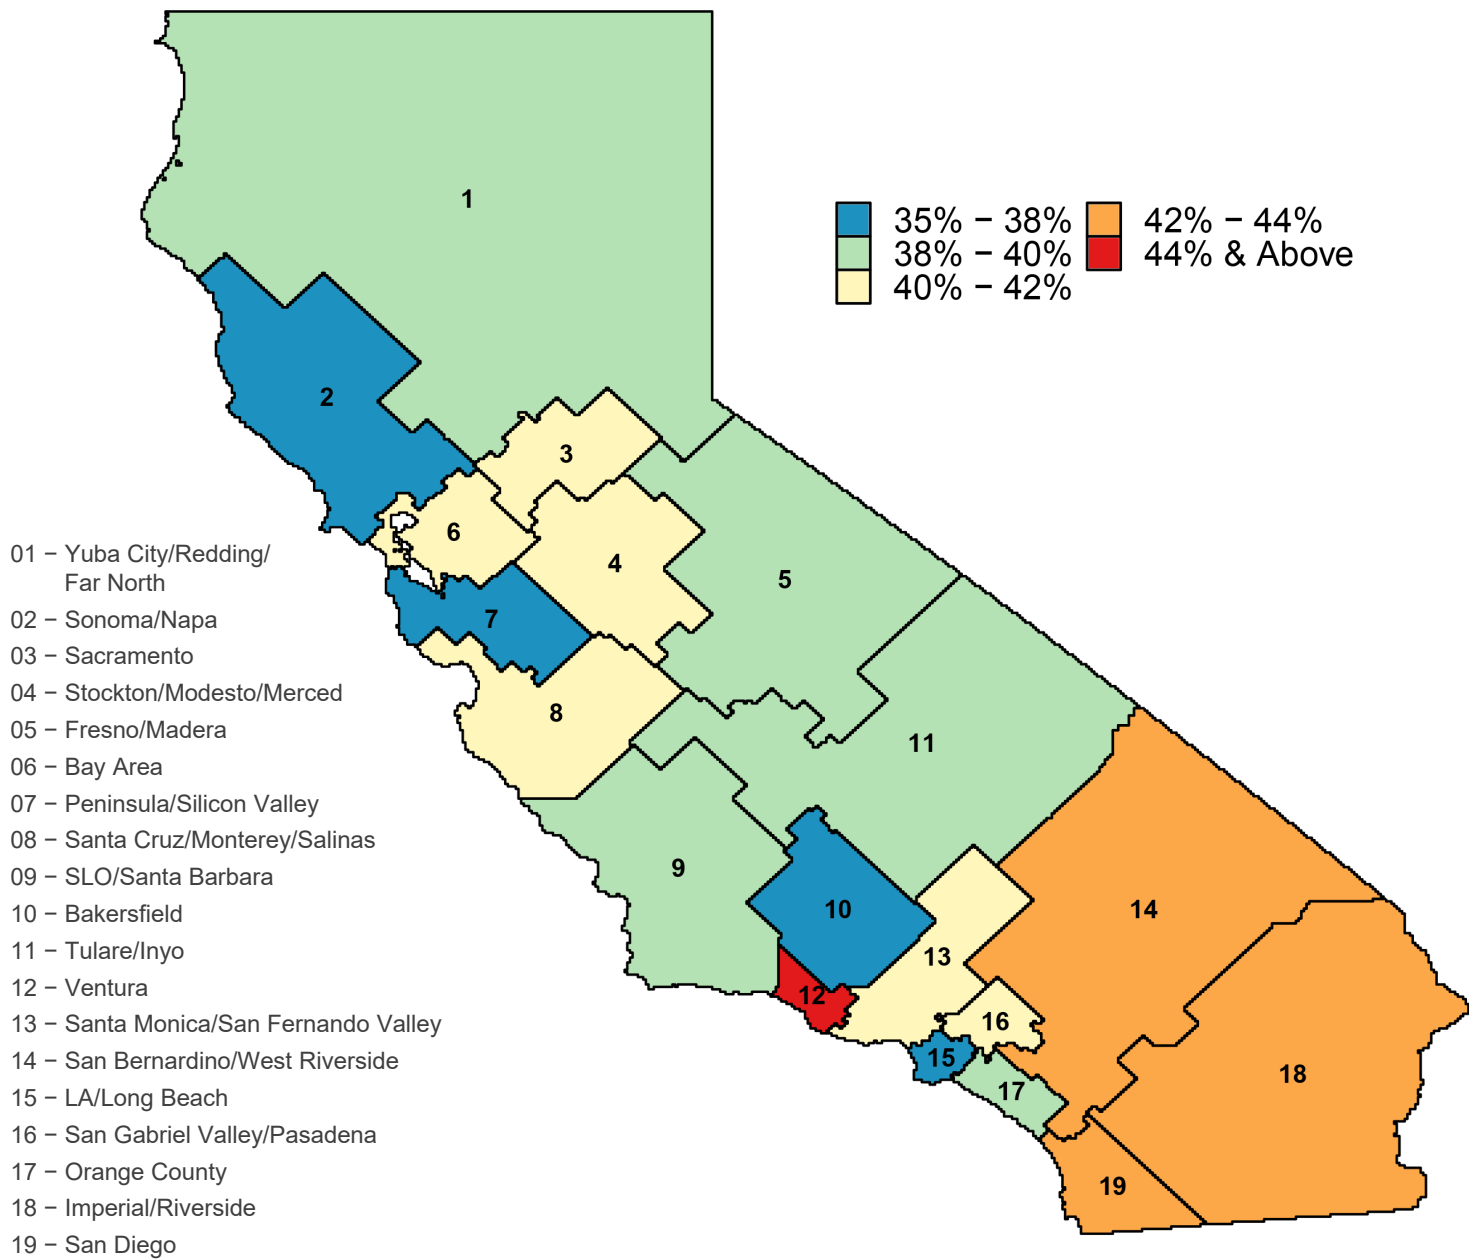 1
35% − 38%
42% − 44%
38% − 40%
44% & Above
40% − 42%
2
3
6
4
5
7
8
11
9
10
14
13
12
16
15
17
18
19
01 − Yuba City/Redding/
Far North
02 − Sonoma/Napa
03 − Sacramento
04 − Stockton/Modesto/Merced
05 − Fresno/Madera
06 − Bay Area
07 − Peninsula/Silicon Valley
08 − Santa Cruz/Monterey/Salinas
09 − SLO/Santa Barbara
10 − Bakersfield
11 − Tulare/Inyo
12 − Ventura
13 − Santa Monica/San Fernando Valley
14 − San Bernardino/West Riverside
15 − LA/Long Beach
16 − San Gabriel Valley/Pasadena
17 − Orange County
18 − Imperial/Riverside
19 − San Diego